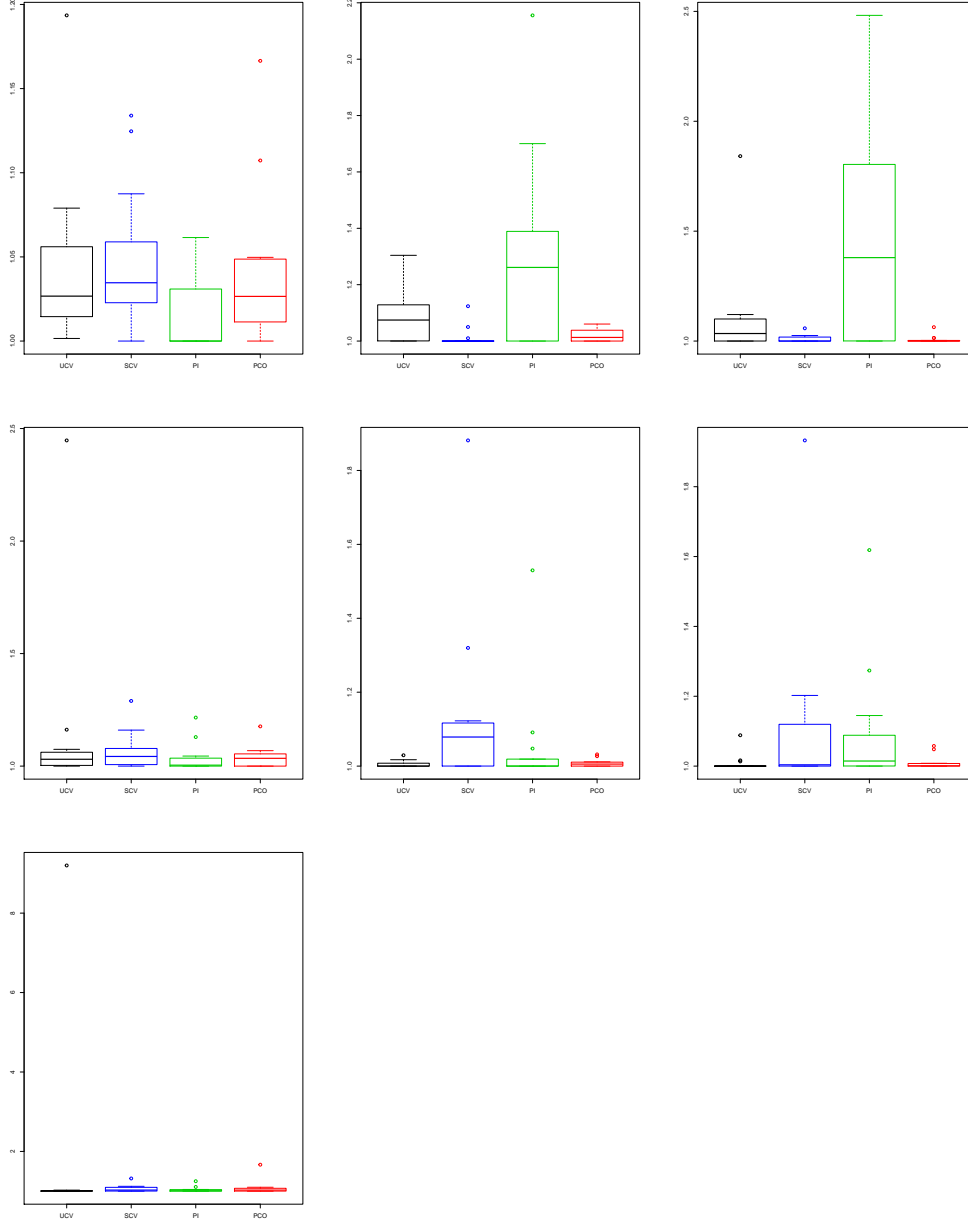 1.00 1.05 1.10 1.15 1.20
UCV SCV PI PCO
1.0 1.2 1.4 1.6 1.8 2.0 2.2
UCV SCV PI PCO
1.0 1.5 2.0 2.5
UCV SCV PI PCO
1.0 1.5 2.0 2.5
UCV SCV PI PCO
1.0 1.2 1.4 1.6 1.8
UCV SCV PI PCO
1.0 1.2 1.4 1.6 1.8
UCV SCV PI PCO
2 4 6 8
UCV SCV PI PCO